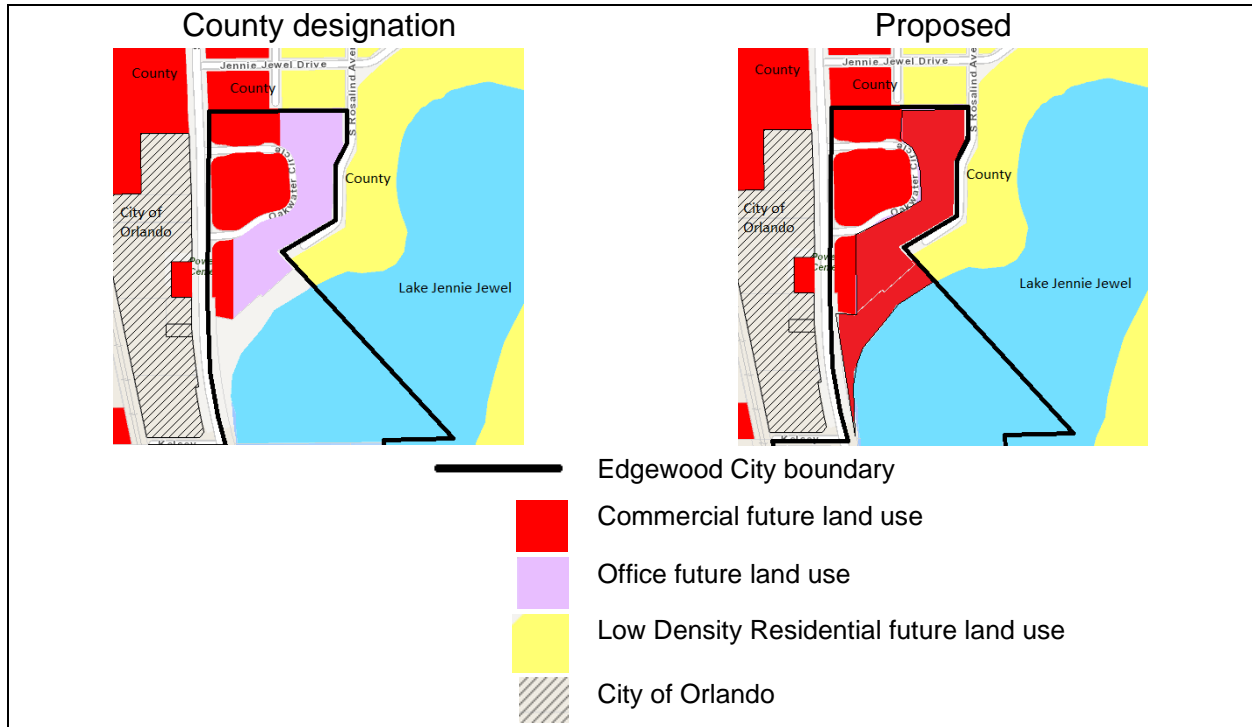 County designation
Proposed
County
Jennie Jewel Drive
County
S Rosalind Ave
Oakwater Circle
County
City of
Orlando
Lake Jennie Jewel
County
Jennie Jewel Drive
County
S Rosalind Ave
Oakwater Circle
County
City of
Orlando
Lake Jennie Jewel
Edgewood City boundary
Commercial future land use
Office future land use
Low Density Residential future land use
City of Orlando